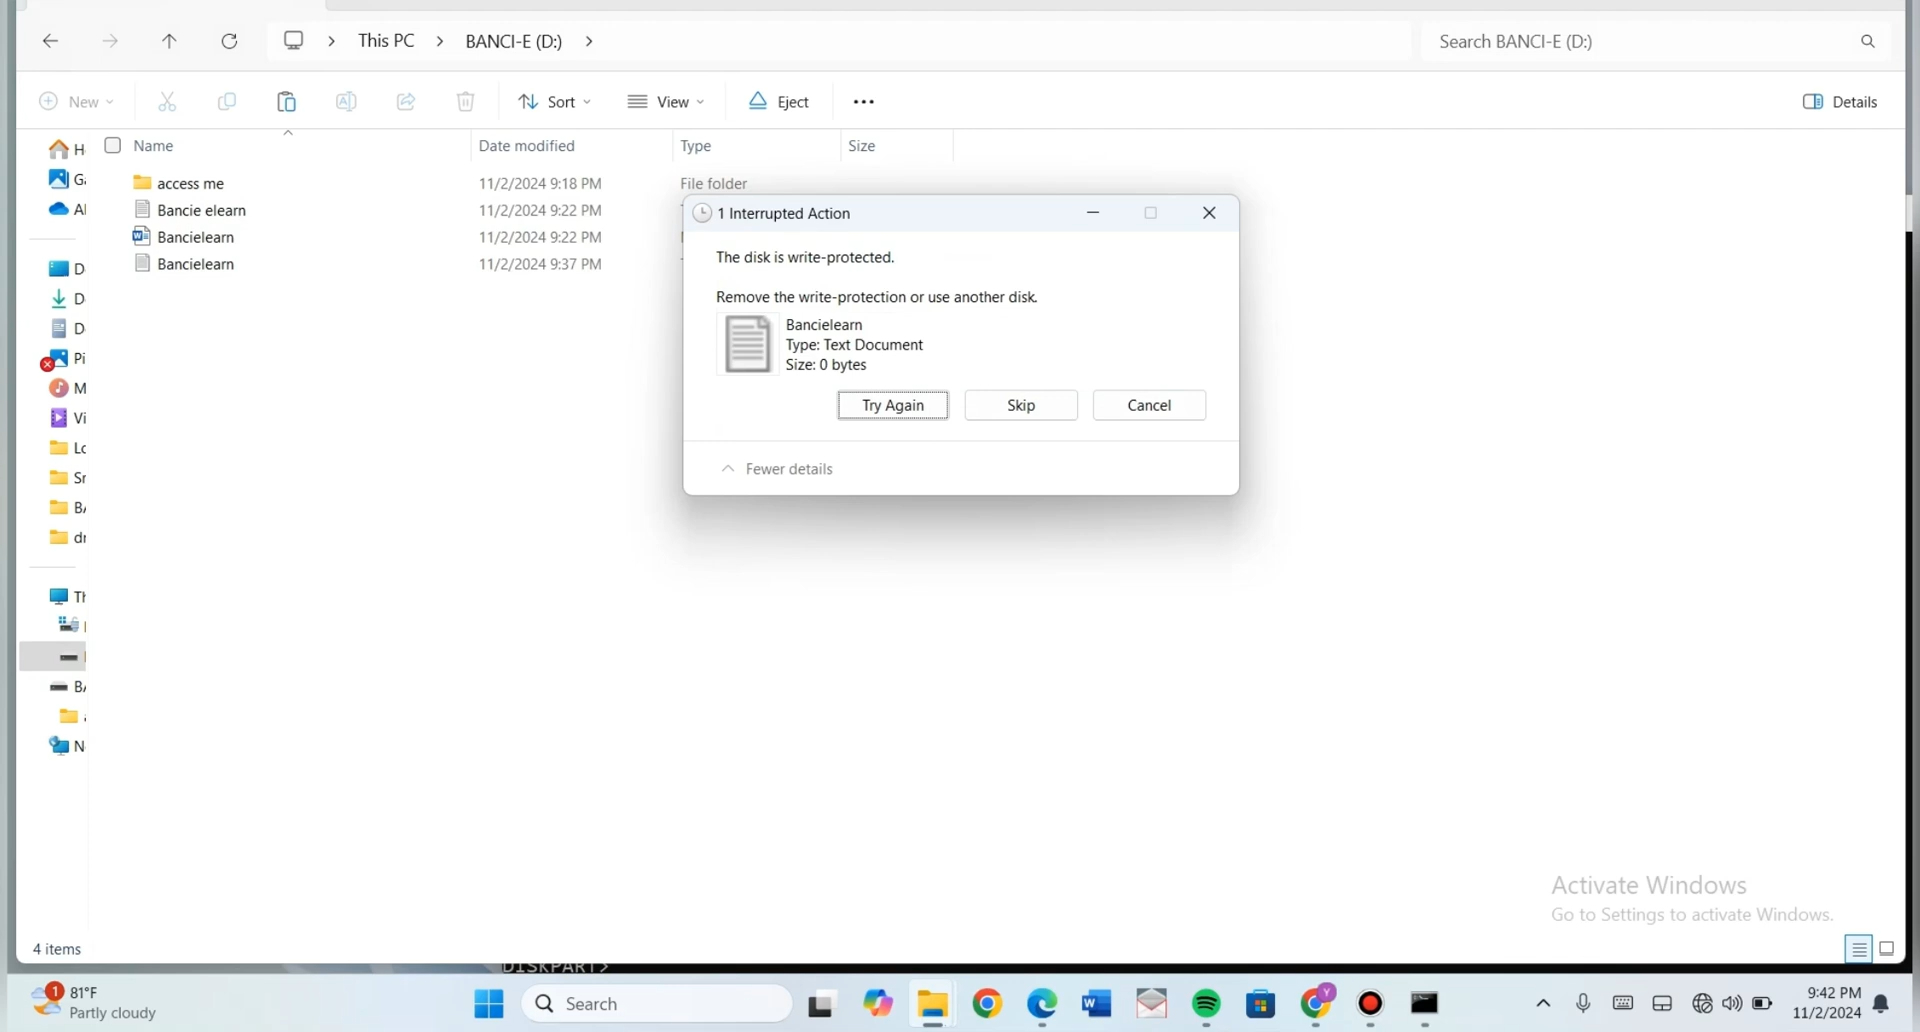 This PC > BANCI-E (D:) >
Search BANCI-E (D:)
New
Sort
View
Eject
Details
Name
Date modified
Type
Size
access me 11/2/2024 9:18 PM File folder
Bancie elearn 11/2/2024 9:22 PM
Bancielearn 11/2/2024 9:22 PM
Bancielearn 11/2/2024 9:37 PM
1 Interrupted Action
The disk is write-protected.
Remove the write-protection or use another disk.
Bancielearn
Type: Text Document
Size: 0 bytes
Try Again
Skip
Cancel
Fewer details
Activate Windows
Go to Settings to activate Windows.
4 items
DISKPART>
1
81°F
Partly cloudy
Search
Y
9:42 PM
11/2/2024